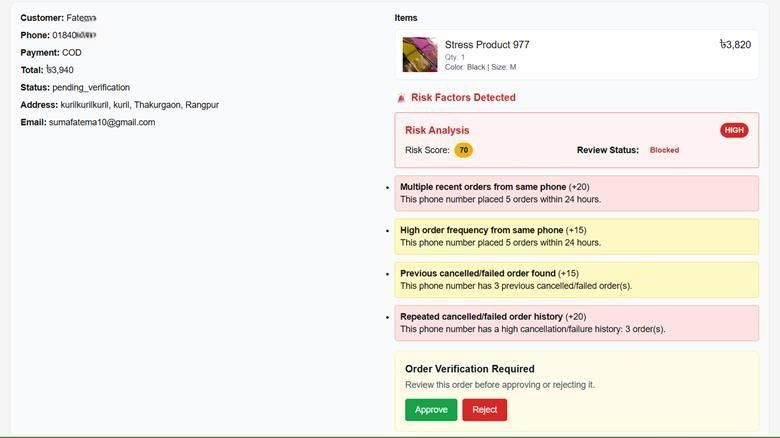 Customer:
Phone: 01840
Payment: COD
Total: ৳3,940
Status: pending_verification
Address: kurilkurilkuril, kuril, Thakurgaon, Rangpur
Email: sumafatema10@gmail.com
Items
Stress Product 977
৳3,820
Qty: 1
Color: Black | Size: M
Risk Factors Detected
Risk Analysis
HIGH
Risk Score: 70
Review Status: Blocked
Multiple recent orders from same phone (+20)
This phone number placed 5 orders within 24 hours.
High order frequency from same phone (+15)
This phone number placed 5 orders within 24 hours.
Previous cancelled/failed order found (+15)
This phone number has 3 previous cancelled/failed order(s).
Repeated cancelled/failed order history (+20)
This phone number has a high cancellation/failure history: 3 order(s).
Order Verification Required
Review this order before approving or rejecting it.
Approve
Reject